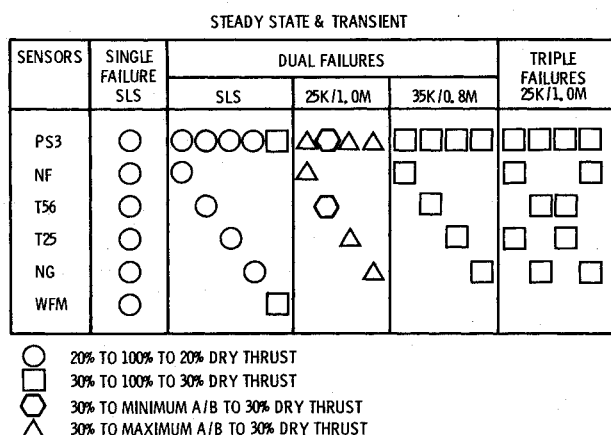 STEADY STATE & TRANSIENT
SENSORS
SINGLE
FAILURE
SLS
DUAL FAILURES
SLS
25K/1.0M
35K/0.8M
TRIPLE
FAILURES
25K/1.0M
PS3
NF
T56
T25
NG
WFM
20% TO 100% TO 20% DRY THRUST
30% TO 100% TO 30% DRY THRUST
30% TO MINIMUM A/B TO 30% DRY THRUST
30% TO MAXIMUM A/B TO 30% DRY THRUST